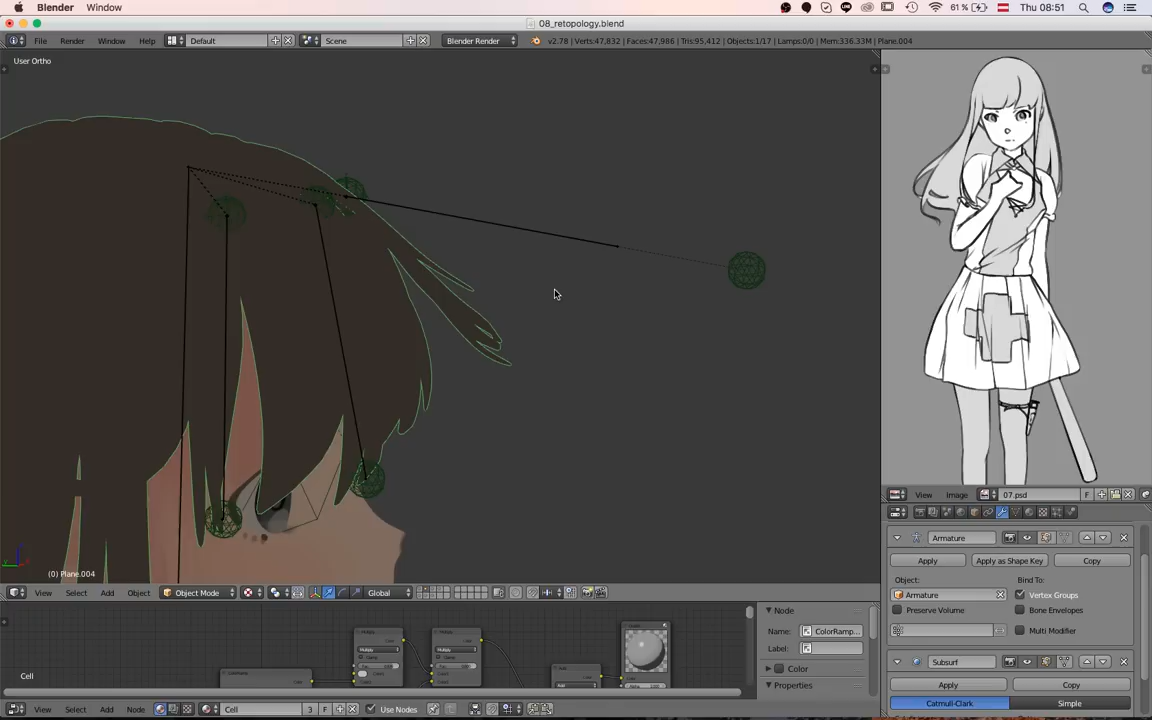 Blender Window
61 % Thu 08:51
08_retopology.blend
File Render Window Help Default Scene Blender Render v2.78 | Verts:47,832 | Faces:47,986 | Tris:95,412 | Objects:1/17 | Lamps:0/0 | Mem:336.33M | Plane.004
User Ortho
(0) Plane.004
View Select Add Object Object Mode Global
View Image 07.psd F
Armature
Apply Apply as Shape Key Copy
Object: Bind To:
Armature Vertex Groups
Preserve Volume Bone Envelopes
Multi Modifier
Subsurf
Apply Copy
Catmull-Clark Simple
Node
Name: ColorRamp...
Label:
Color
Properties
Multiply Multiply
Cell
View Select Add Node Cell 3 F Use Nodes